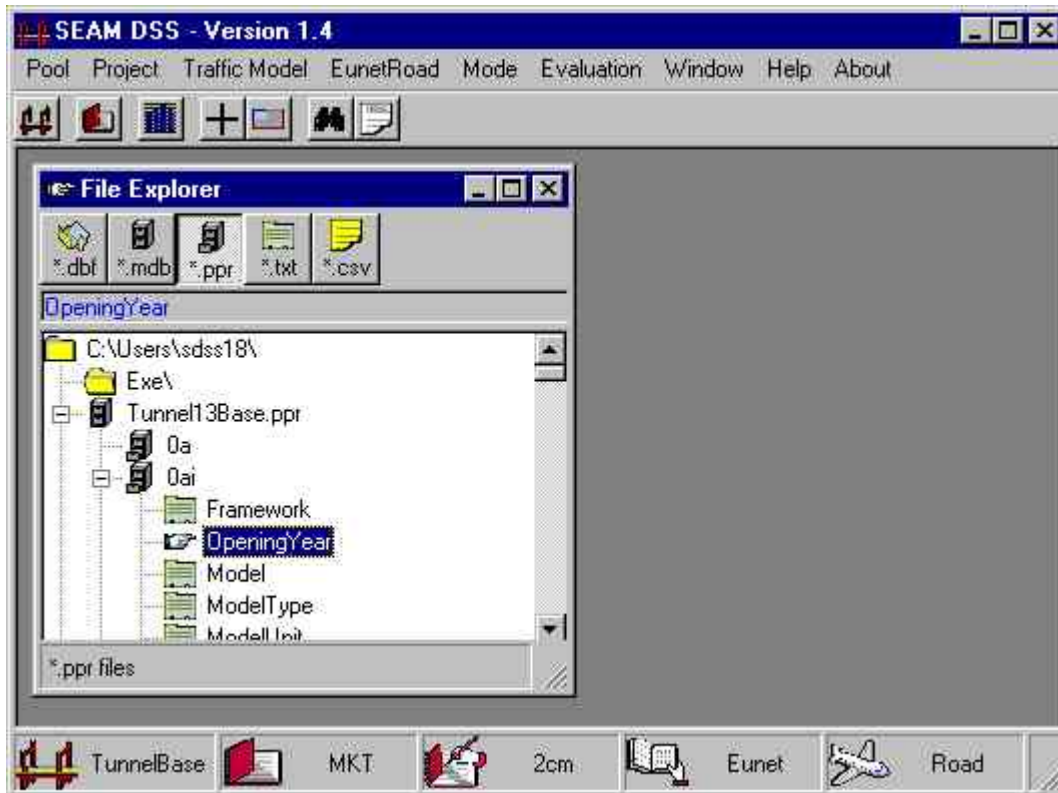 SEAM DSS - Version 1.4
Pool Project Traffic Model EunetRoad Mode Evaluation Window Help About
File Explorer
*.dbf *.mdb *.ppr *.txt *.csv
OpeningYear
C:\Users\sdss18\
Exe\
Tunnel13Base.ppr
0a
0ai
Framework
OpeningYear
Model
ModelType
ModelUnit
*.ppr files
TunnelBase MKT 2cm Eunet Road